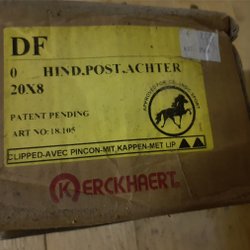 DF
0 HIND.POST.ACHTER
20X8
PATENT PENDING
ART NO:18.105
CLIPPED-AVEC PINCON-MIT.KAPPEN-MET LIP
KERCKHAERT